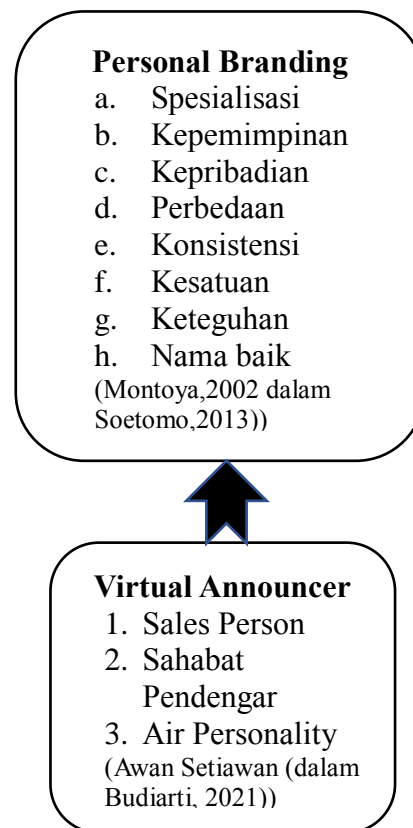 Personal Branding
a. Spesialisasi
b. Kepemimpinan
c. Kepribadian
d. Perbedaan
e. Konsistensi
f. Kesatuan
g. Keteguhan
h. Nama baik
(Montoya,2002 dalam
Soetomo,2013))
Virtual Announcer
1. Sales Person
2. Sahabat
Pendengar
3. Air Personality
(Awan Setiawan (dalam
Budiarti, 2021))